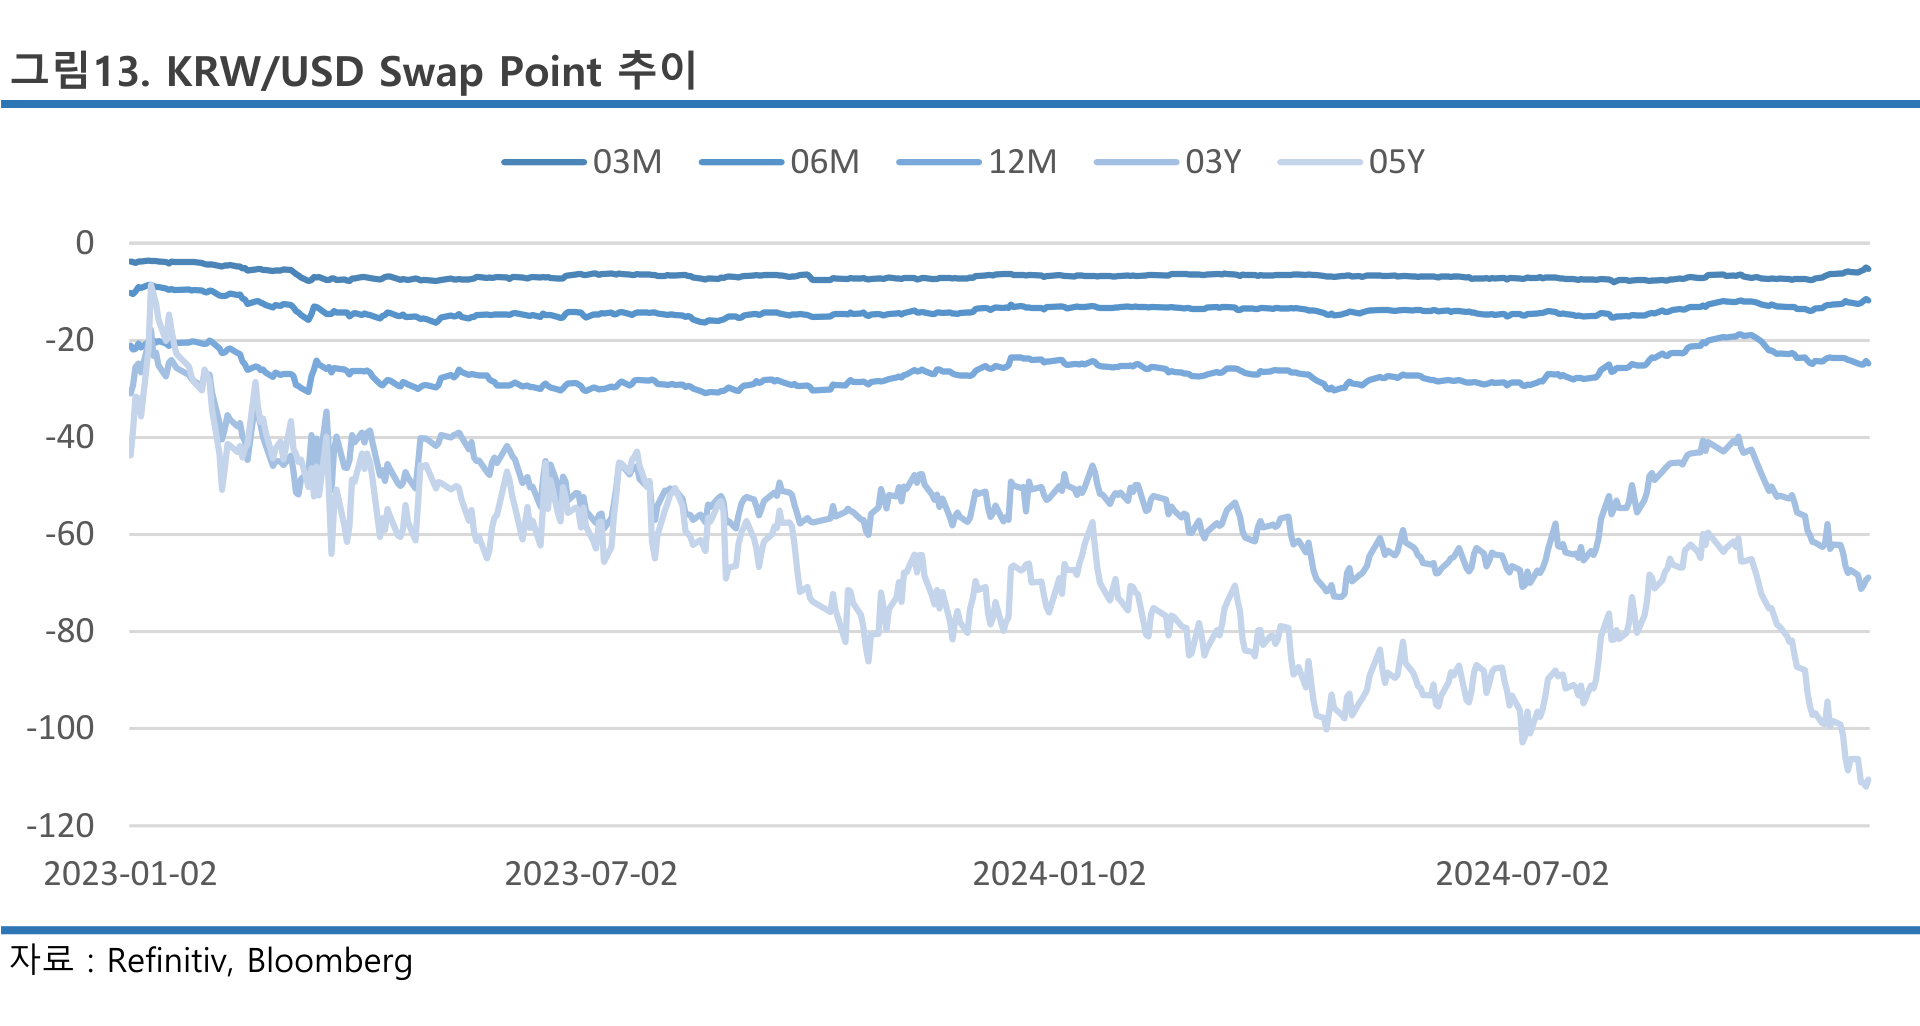 그림13. KRW/USD Swap Point 추이
03M 06M 12M 03Y 05Y
0
-20
-40
-60
-80
-100
-120
2023-01-02 2023-07-02 2024-01-02 2024-07-02
자료 : Refinitiv, Bloomberg